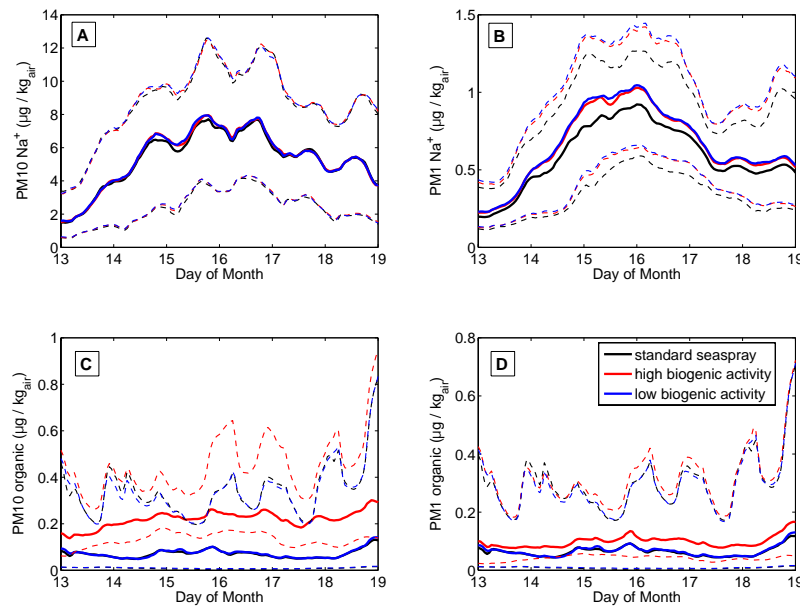 A
PM10 Na⁺ (μg / kg_air)
14
12
10
8
6
4
2
0
13 14 15 16 17 18 19
Day of Month
B
PM1 Na⁺ (μg / kg_air)
1.5
1
0.5
0
13 14 15 16 17 18 19
Day of Month
C
PM10 organic (μg / kg_air)
1
0.8
0.6
0.4
0.2
0
13 14 15 16 17 18 19
Day of Month
D
PM1 organic (μg / kg_air)
0.8
0.6
0.4
0.2
0
13 14 15 16 17 18 19
Day of Month
standard seaspray
high biogenic activity
low biogenic activity